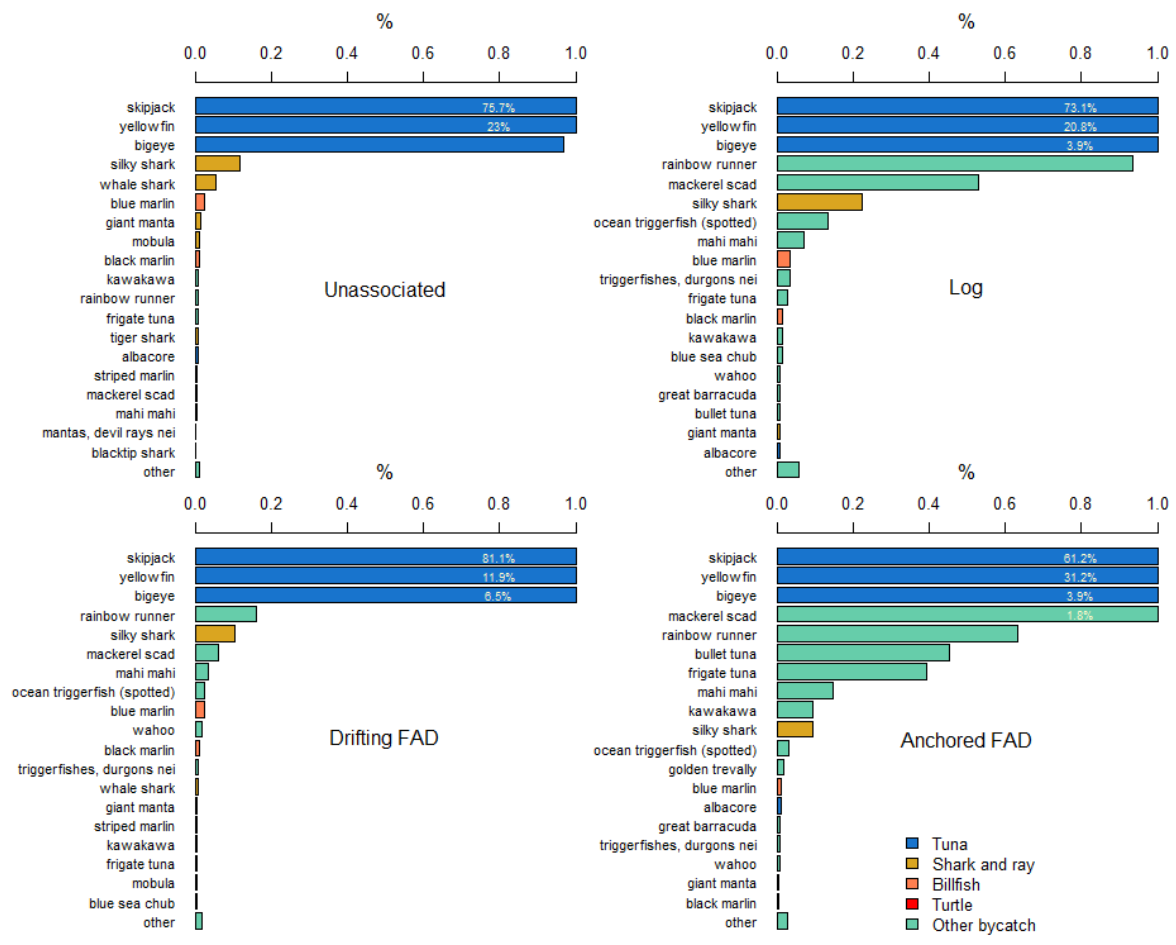 %
0.0 0.2 0.4 0.6 0.8 1.0
skipjack 75.7%
yellowfin 23%
bigeye
silky shark
whale shark
blue marlin
giant manta
mobula
black marlin
kawakawa
rainbow runner
frigate tuna
tiger shark
albacore
striped marlin
mackerel scad
mahi mahi
mantas, devil rays nei
blacktip shark
other
Unassociated
%
0.0 0.2 0.4 0.6 0.8 1.0
skipjack 73.1%
yellowfin 20.8%
bigeye 3.9%
rainbow runner
mackerel scad
silky shark
ocean triggerfish (spotted)
mahi mahi
blue marlin
triggerfishes, durgons nei
frigate tuna
black marlin
kawakawa
blue sea chub
wahoo
great barracuda
bullet tuna
giant manta
albacore
other
Log
%
0.0 0.2 0.4 0.6 0.8 1.0
skipjack 81.1%
yellowfin 11.9%
bigeye 6.5%
rainbow runner
silky shark
mackerel scad
mahi mahi
ocean triggerfish (spotted)
blue marlin
wahoo
black marlin
triggerfishes, durgons nei
whale shark
giant manta
striped marlin
kawakawa
frigate tuna
mobula
blue sea chub
other
Drifting FAD
%
0.0 0.2 0.4 0.6 0.8 1.0
skipjack 61.2%
yellowfin 31.2%
bigeye 3.9%
mackerel scad 1.8%
rainbow runner
bullet tuna
frigate tuna
mahi mahi
kawakawa
silky shark
ocean triggerfish (spotted)
golden trevally
blue marlin
albacore
great barracuda
triggerfishes, durgons nei
wahoo
giant manta
black marlin
other
Anchored FAD
Tuna
Shark and ray
Billfish
Turtle
Other bycatch